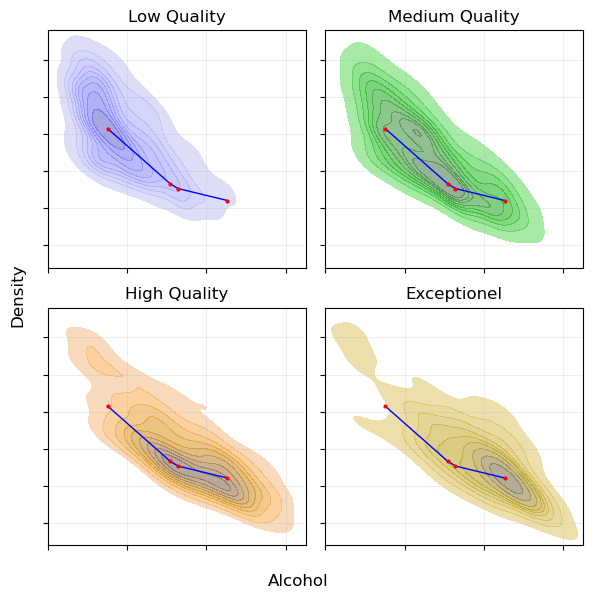 Low Quality
Medium Quality
High Quality
Exceptionel
Density
Alcohol